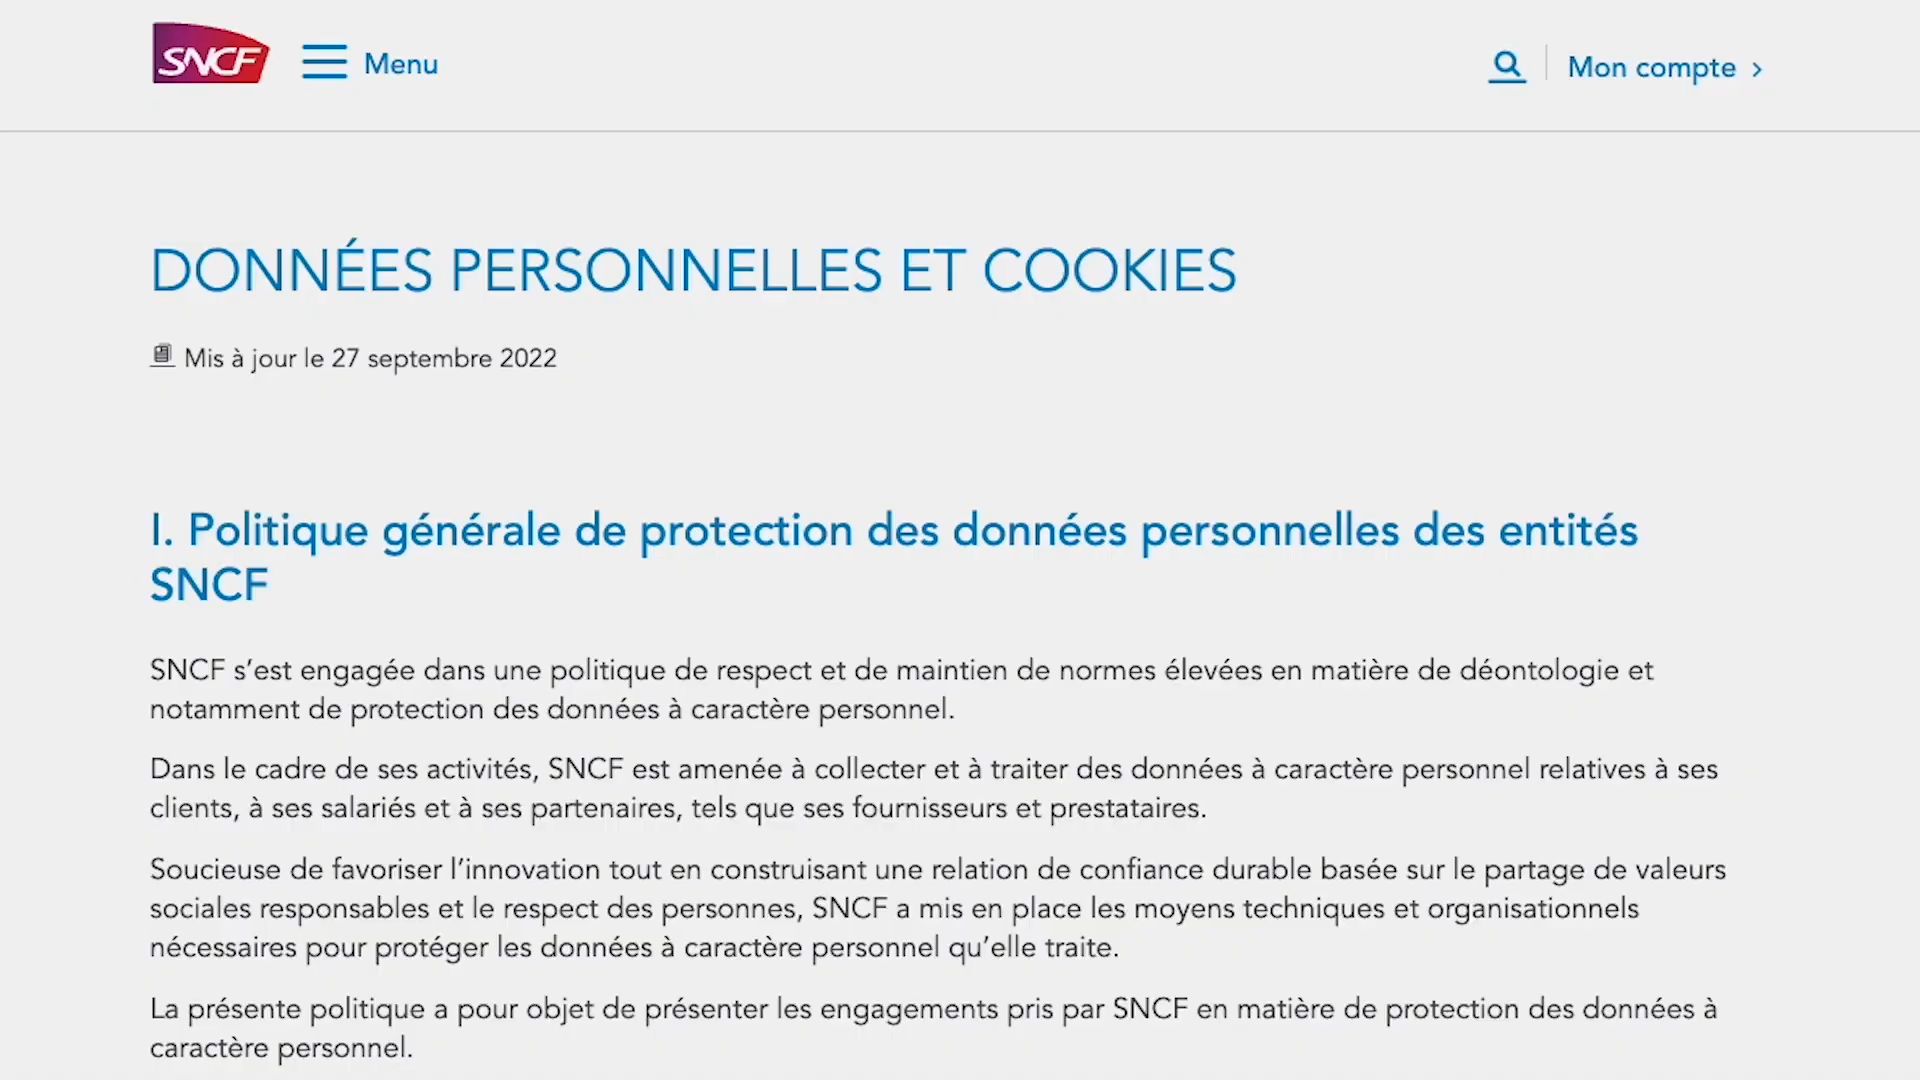 SNCF
Menu
Mon compte
DONNÉES PERSONNELLES ET COOKIES
Mis à jour le 27 septembre 2022
I. Politique générale de protection des données personnelles des entités
SNCF
SNCF s’est engagée dans une politique de respect et de maintien de normes élevées en matière de déontologie et
notamment de protection des données à caractère personnel.
Dans le cadre de ses activités, SNCF est amenée à collecter et à traiter des données à caractère personnel relatives à ses
clients, à ses salariés et à ses partenaires, tels que ses fournisseurs et prestataires.
Soucieuse de favoriser l’innovation tout en construisant une relation de confiance durable basée sur le partage de valeurs
sociales responsables et le respect des personnes, SNCF a mis en place les moyens techniques et organisationnels
nécessaires pour protéger les données à caractère personnel qu’elle traite.
La présente politique a pour objet de présenter les engagements pris par SNCF en matière de protection des données à
caractère personnel.